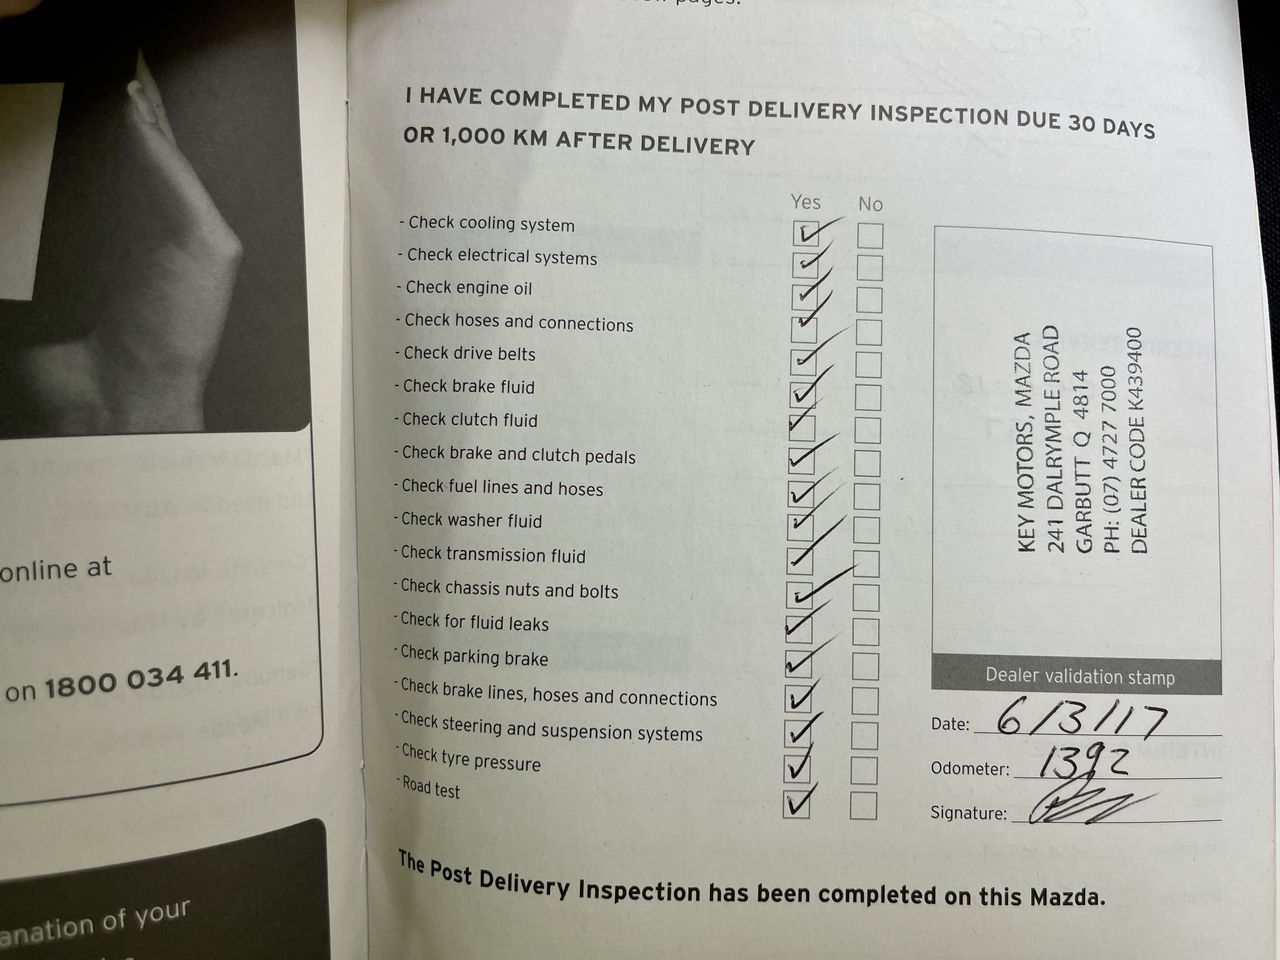 pages.
I HAVE COMPLETED MY POST DELIVERY INSPECTION DUE 30 DAYS
OR 1,000 KM AFTER DELIVERY
Yes No
- Check cooling system
- Check electrical systems
- Check engine oil
- Check hoses and connections
- Check drive belts
- Check brake fluid
- Check clutch fluid
- Check brake and clutch pedals
- Check fuel lines and hoses
- Check washer fluid
- Check transmission fluid
- Check chassis nuts and bolts
- Check for fluid leaks
- Check parking brake
- Check brake lines, hoses and connections
- Check steering and suspension systems
- Check tyre pressure
- Road test
KEY MOTORS, MAZDA
241 DALRYMPLE ROAD
GARBUTT Q 4814
PH: (07) 4727 7000
DEALER CODE K439400
Dealer validation stamp
Date: 6/3/17
Odometer: 1392
Signature:
The Post Delivery Inspection has been completed on this Mazda.
online at
on 1800 034 411.
anation of your